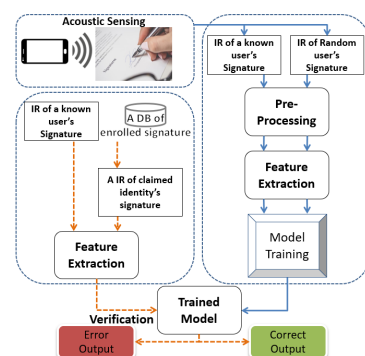 Acoustic Sensing
IR of a known
user's
Signature
IR of Random
user's
Signature
Pre-
Processing
Feature
Extraction
Model
Training
IR of a known
user's
Signature
A DB of
enrolled signature
A IR of claimed
identity's
signature
Feature
Extraction
Trained
Model
Verification
Error
Output
Correct
Output